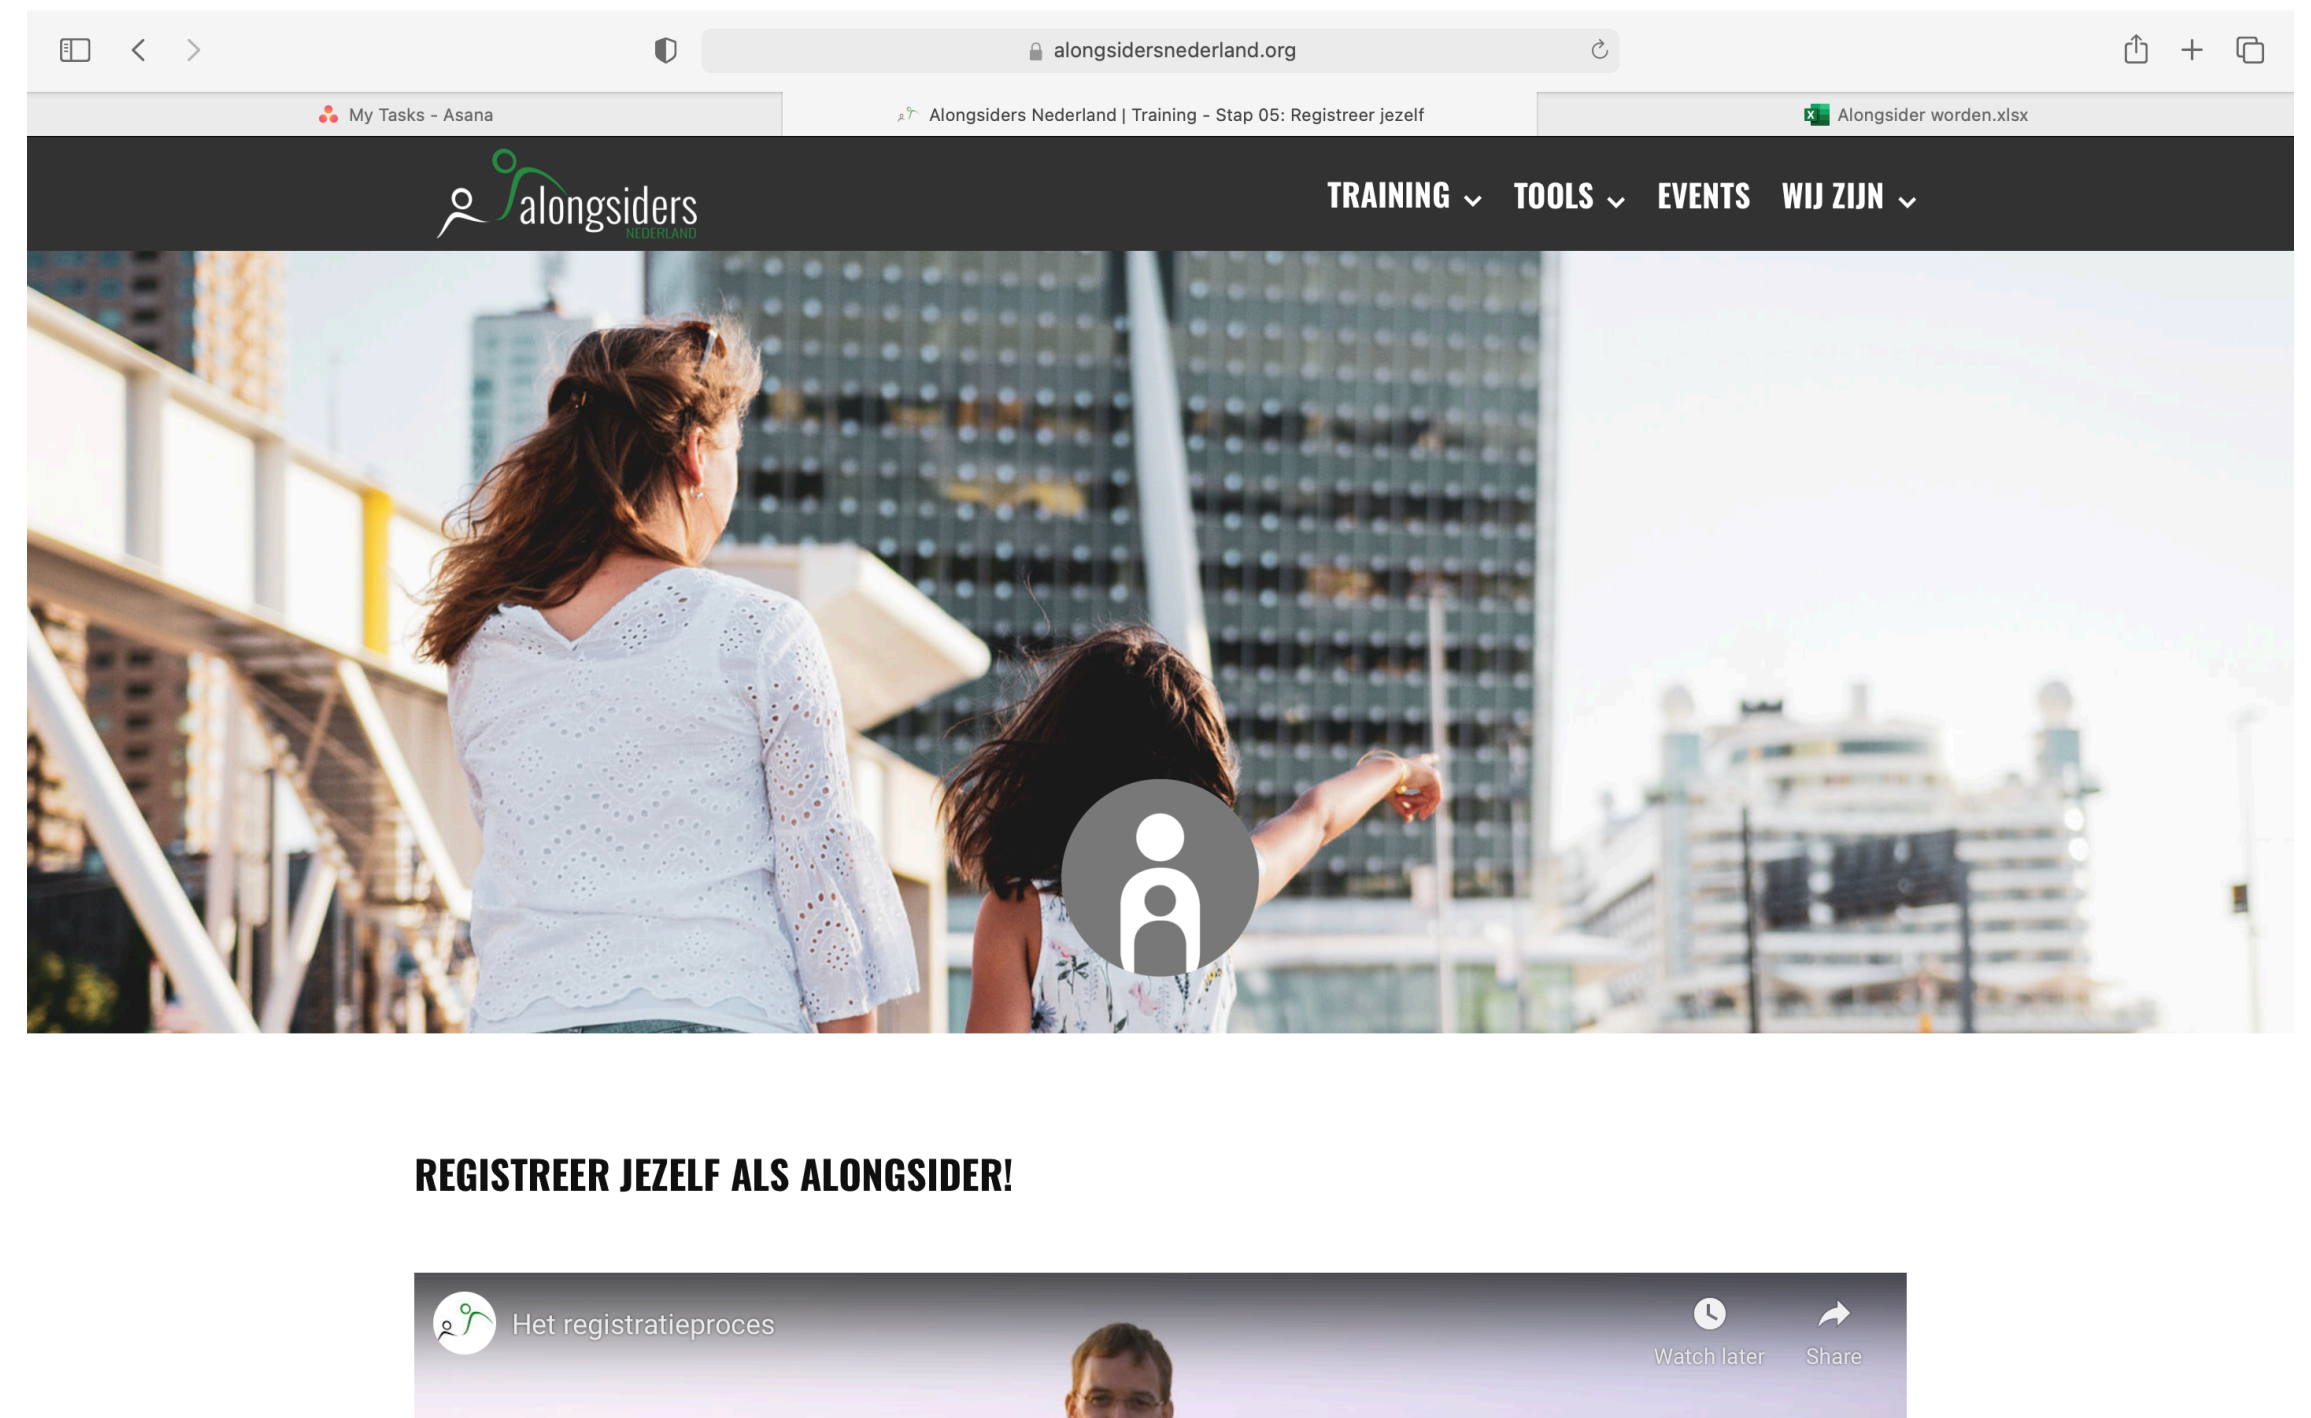 alongsidersnederland.org
My Tasks - Asana
Alongsiders Nederland | Training - Stap 05: Registreer jezelf
Alongsider worden.xlsx
alongsiders
NEDERLAND
TRAINING
TOOLS
EVENTS
WIJ ZIJN
REGISTREER JEZELF ALS ALONGSIDER!
Het registratieproces
Watch later
Share